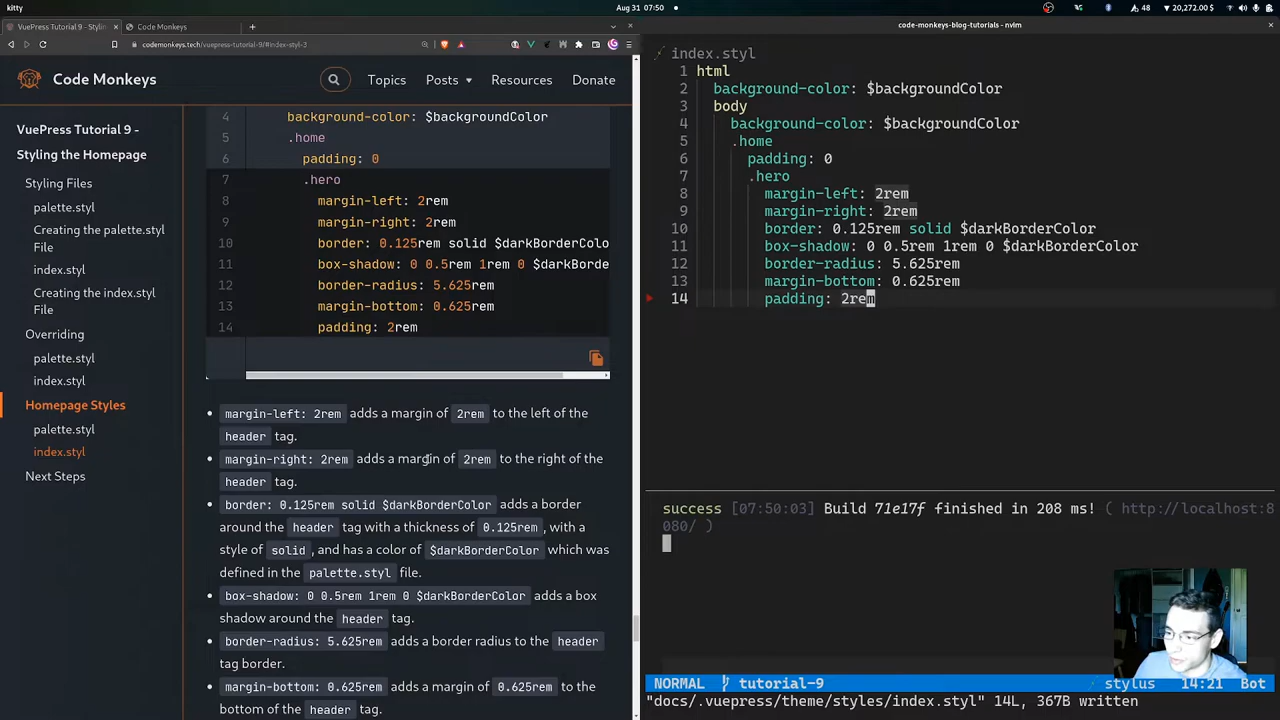 kitty
Aug 31 07:50
48
20,272.00 $
VuePress Tutorial 9 - Stylin
Code Monkeys
codemonkeys.tech/vuepress-tutorial-9/#index-styl-3
code-monkeys-blog-tutorials - nvim
Code Monkeys
Topics
Posts
Resources
Donate
VuePress Tutorial 9 -
Styling the Homepage
Styling Files
palette.styl
Creating the palette.styl
File
index.styl
Creating the index.styl
File
Overriding
palette.styl
index.styl
Homepage Styles
palette.styl
index.styl
Next Steps
4 background-color: $backgroundColor
5 .home
6 padding: 0
7 .hero
8 margin-left: 2rem
9 margin-right: 2rem
10 border: 0.125rem solid $darkBorderColo
11 box-shadow: 0 0.5rem 1rem 0 $darkBorde
12 border-radius: 5.625rem
13 margin-bottom: 0.625rem
14 padding: 2rem
margin-left: 2rem adds a margin of 2rem to the left of the
header tag.
margin-right: 2rem adds a margin of 2rem to the right of the
header tag.
border: 0.125rem solid $darkBorderColor adds a border
around the header tag with a thickness of 0.125rem, with a
style of solid, and has a color of $darkBorderColor which was
defined in the palette.styl file.
box-shadow: 0 0.5rem 1rem 0 $darkBorderColor adds a box
shadow around the header tag.
border-radius: 5.625rem adds a border radius to the header
tag border.
margin-bottom: 0.625rem adds a margin of 0.625rem to the
bottom of the header tag.
index.styl
1 html
2 background-color: $backgroundColor
3 body
4 background-color: $backgroundColor
5 .home
6 padding: 0
7 .hero
8 margin-left: 2rem
9 margin-right: 2rem
10 border: 0.125rem solid $darkBorderColor
11 box-shadow: 0 0.5rem 1rem 0 $darkBorderColor
12 border-radius: 5.625rem
13 margin-bottom: 0.625rem
14 padding: 2rem
success [07:50:03] Build 71e17f finished in 208 ms! ( http://localhost:8
080/ )
NORMAL tutorial-9 stylus 14:21 Bot
"docs/.vuepress/theme/styles/index.styl" 14L, 367B written